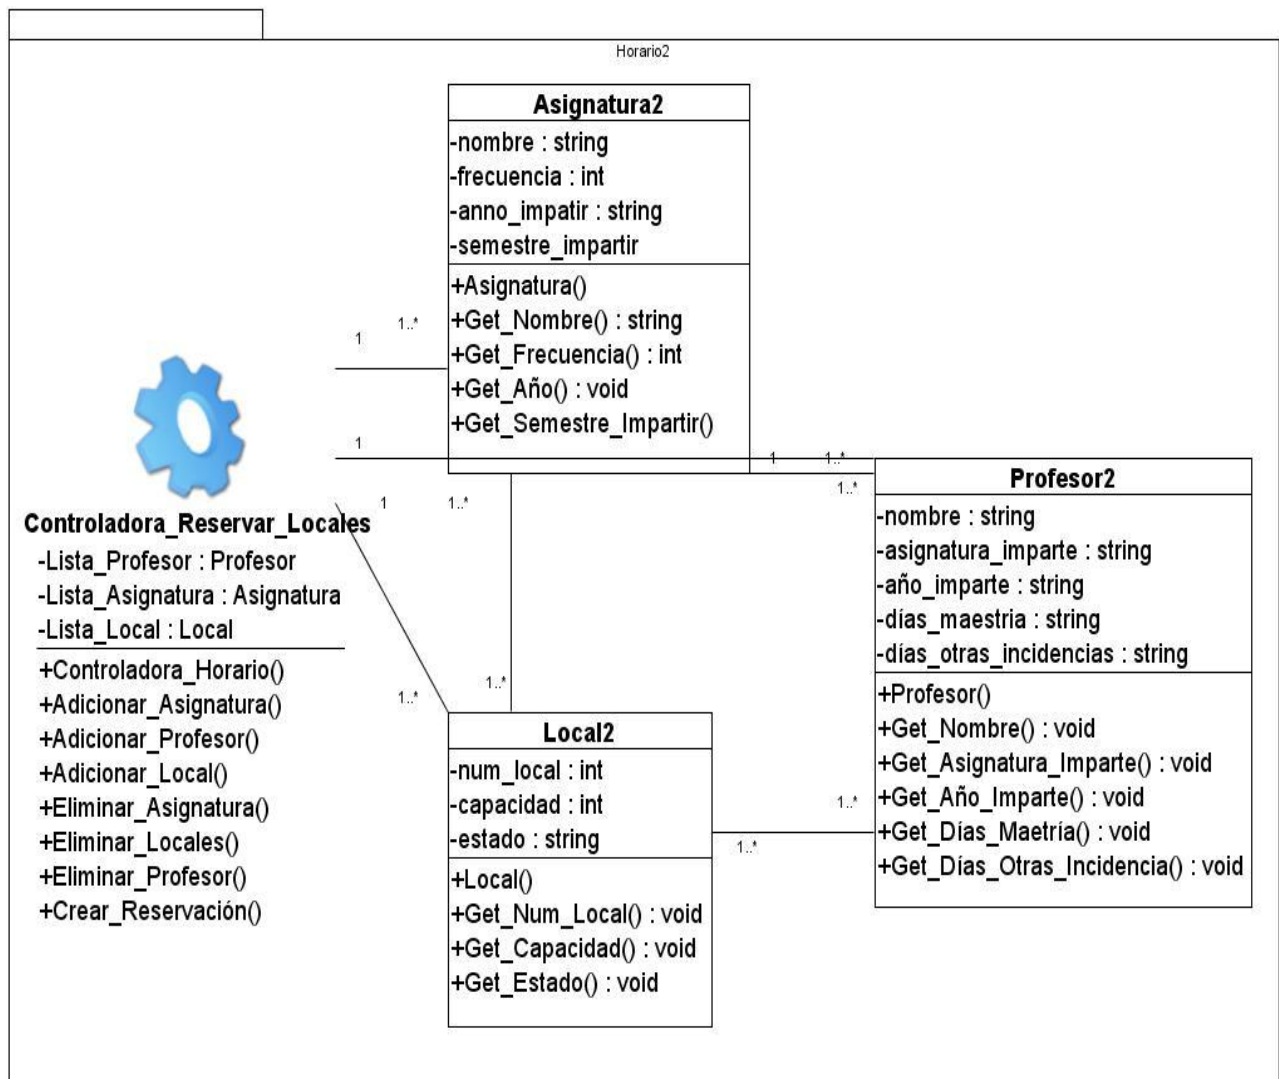 Horario2
Asignatura2
-nombre : string
-frecuencia : int
-anno_impatir : string
-semestre_impartir
+Asignatura()
+Get_Nombre() : string
+Get_Frecuencia() : int
+Get_Año() : void
+Get_Semestre_Impartir()
1
1..*
1
1
1..*
1..*
1
1..*
Controladora_Reservar_Locales
-Lista_Profesor : Profesor
-Lista_Asignatura : Asignatura
-Lista_Local : Local
+Controladora_Horario()
+Adicionar_Asignatura()
+Adicionar_Profesor()
+Adicionar_Local()
+Eliminar_Asignatura()
+Eliminar_Locales()
+Eliminar_Profesor()
+Crear_Reservación()
1..*
1..*
Profesor2
-nombre : string
-asignatura_imparte : string
-año_imparte : string
-días_maestria : string
-días_otras_incidencias : string
+Profesor()
+Get_Nombre() : void
+Get_Asignatura_Imparte() : void
+Get_Año_Imparte() : void
+Get_Días_Maetría() : void
+Get_Días_Otras_Incidencia() : void
Local2
-num_local : int
-capacidad : int
-estado : string
+Local()
+Get_Num_Local() : void
+Get_Capacidad() : void
+Get_Estado() : void
1..*
1..*